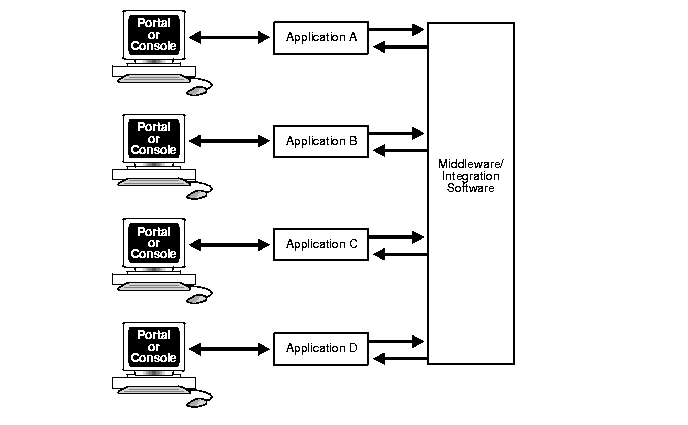 Portal
or
Console
Application A
Portal
or
Console
Application B
Middleware/
Integration
Software
Portal
or
Console
Application C
Portal
or
Console
Application D